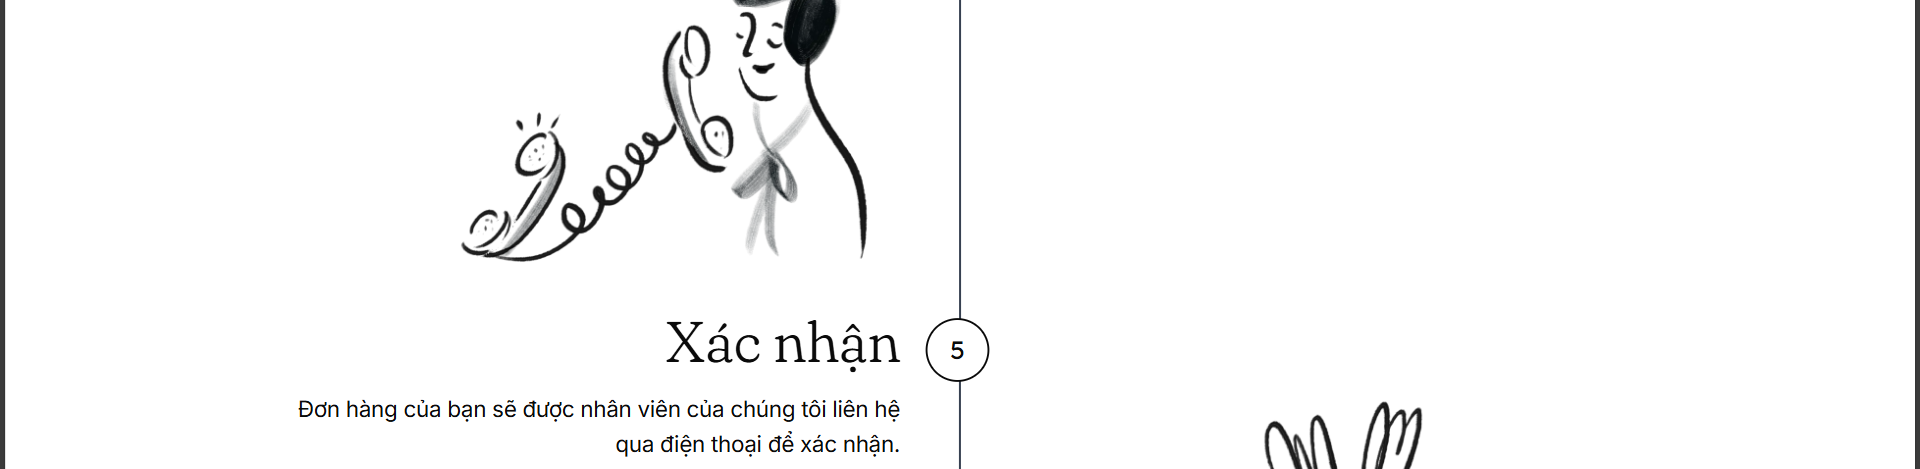 Xác nhận
5
Đơn hàng của bạn sẽ được nhân viên của chúng tôi liên hệ
qua điện thoại để xác nhận.